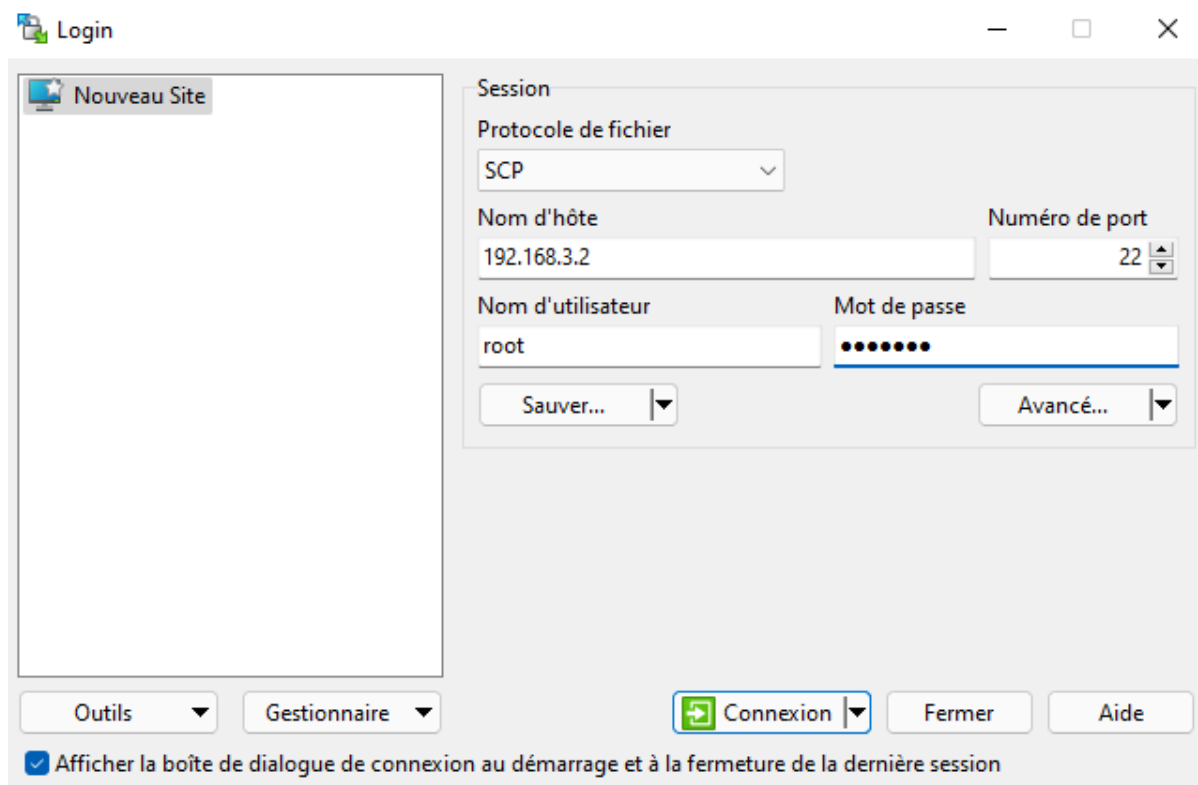 Login
Nouveau Site
Session
Protocole de fichier
SCP
Nom d'hôte
Numéro de port
192.168.3.2
22
Nom d'utilisateur
Mot de passe
root
•••••••
Sauver...
Avancé...
Outils
Gestionnaire
Connexion
Fermer
Aide
Afficher la boîte de dialogue de connexion au démarrage et à la fermeture de la dernière session